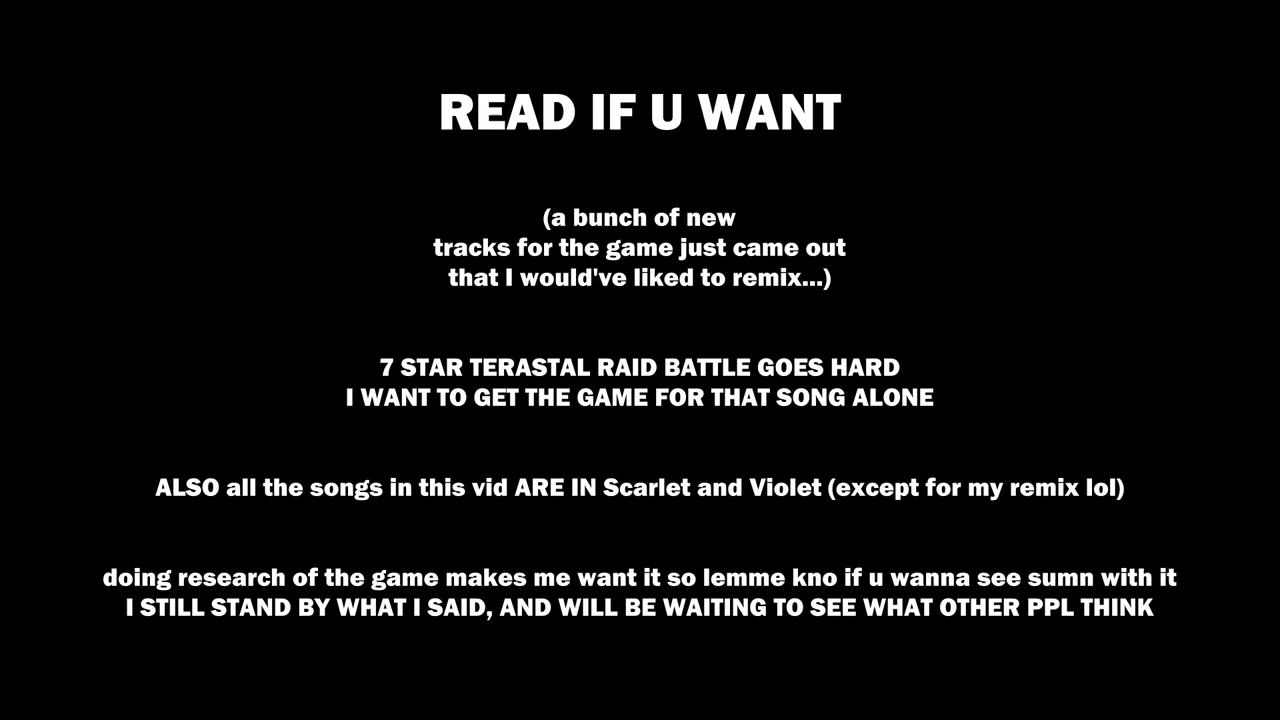 READ IF U WANT
(a bunch of new
tracks for the game just came out
that I would've liked to remix...)
7 STAR TERASTAL RAID BATTLE GOES HARD
I WANT TO GET THE GAME FOR THAT SONG ALONE
ALSO all the songs in this vid ARE IN Scarlet and Violet (except for my remix lol)
doing research of the game makes me want it so lemme kno if u wanna see sumn with it
I STILL STAND BY WHAT I SAID, AND WILL BE WAITING TO SEE WHAT OTHER PPL THINK